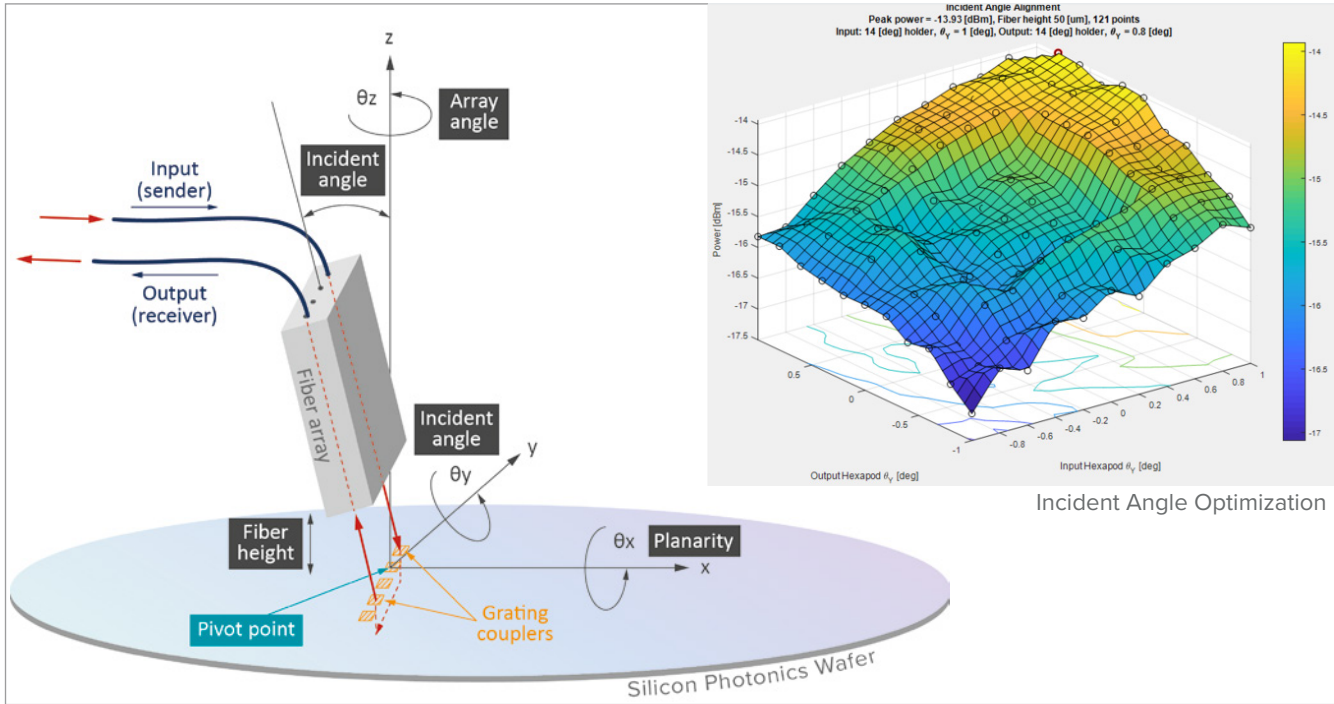 z
θz
Array
angle
Incident
angle
Input
(sender)
Output
(receiver)
Fiber array
Incident
angle
y
θy
Fiber
height
θx
Planarity
x
Pivot point
Grating
couplers
Silicon Photonics Wafer
Incident Angle Alignment
Peak power = -13.93 [dBm], Fiber height 50 [um], 121 points
Input: 14 [deg] holder, θY = 1 [deg], Output: 14 [deg] holder, θY = 0.8 [deg]
Power [dBm]
-14
-14.5
-15
-15.5
-16
-16.5
-17
-17.5
0.5
0
-0.5
-1
Output Hexapod θY [deg]
-0.8
-0.6
-0.4
-0.2
0
0.2
0.4
0.6
0.8
1
Input Hexapod θY [deg]
-14
-14.5
-15
-15.5
-16
-16.5
-17
Incident Angle Optimization